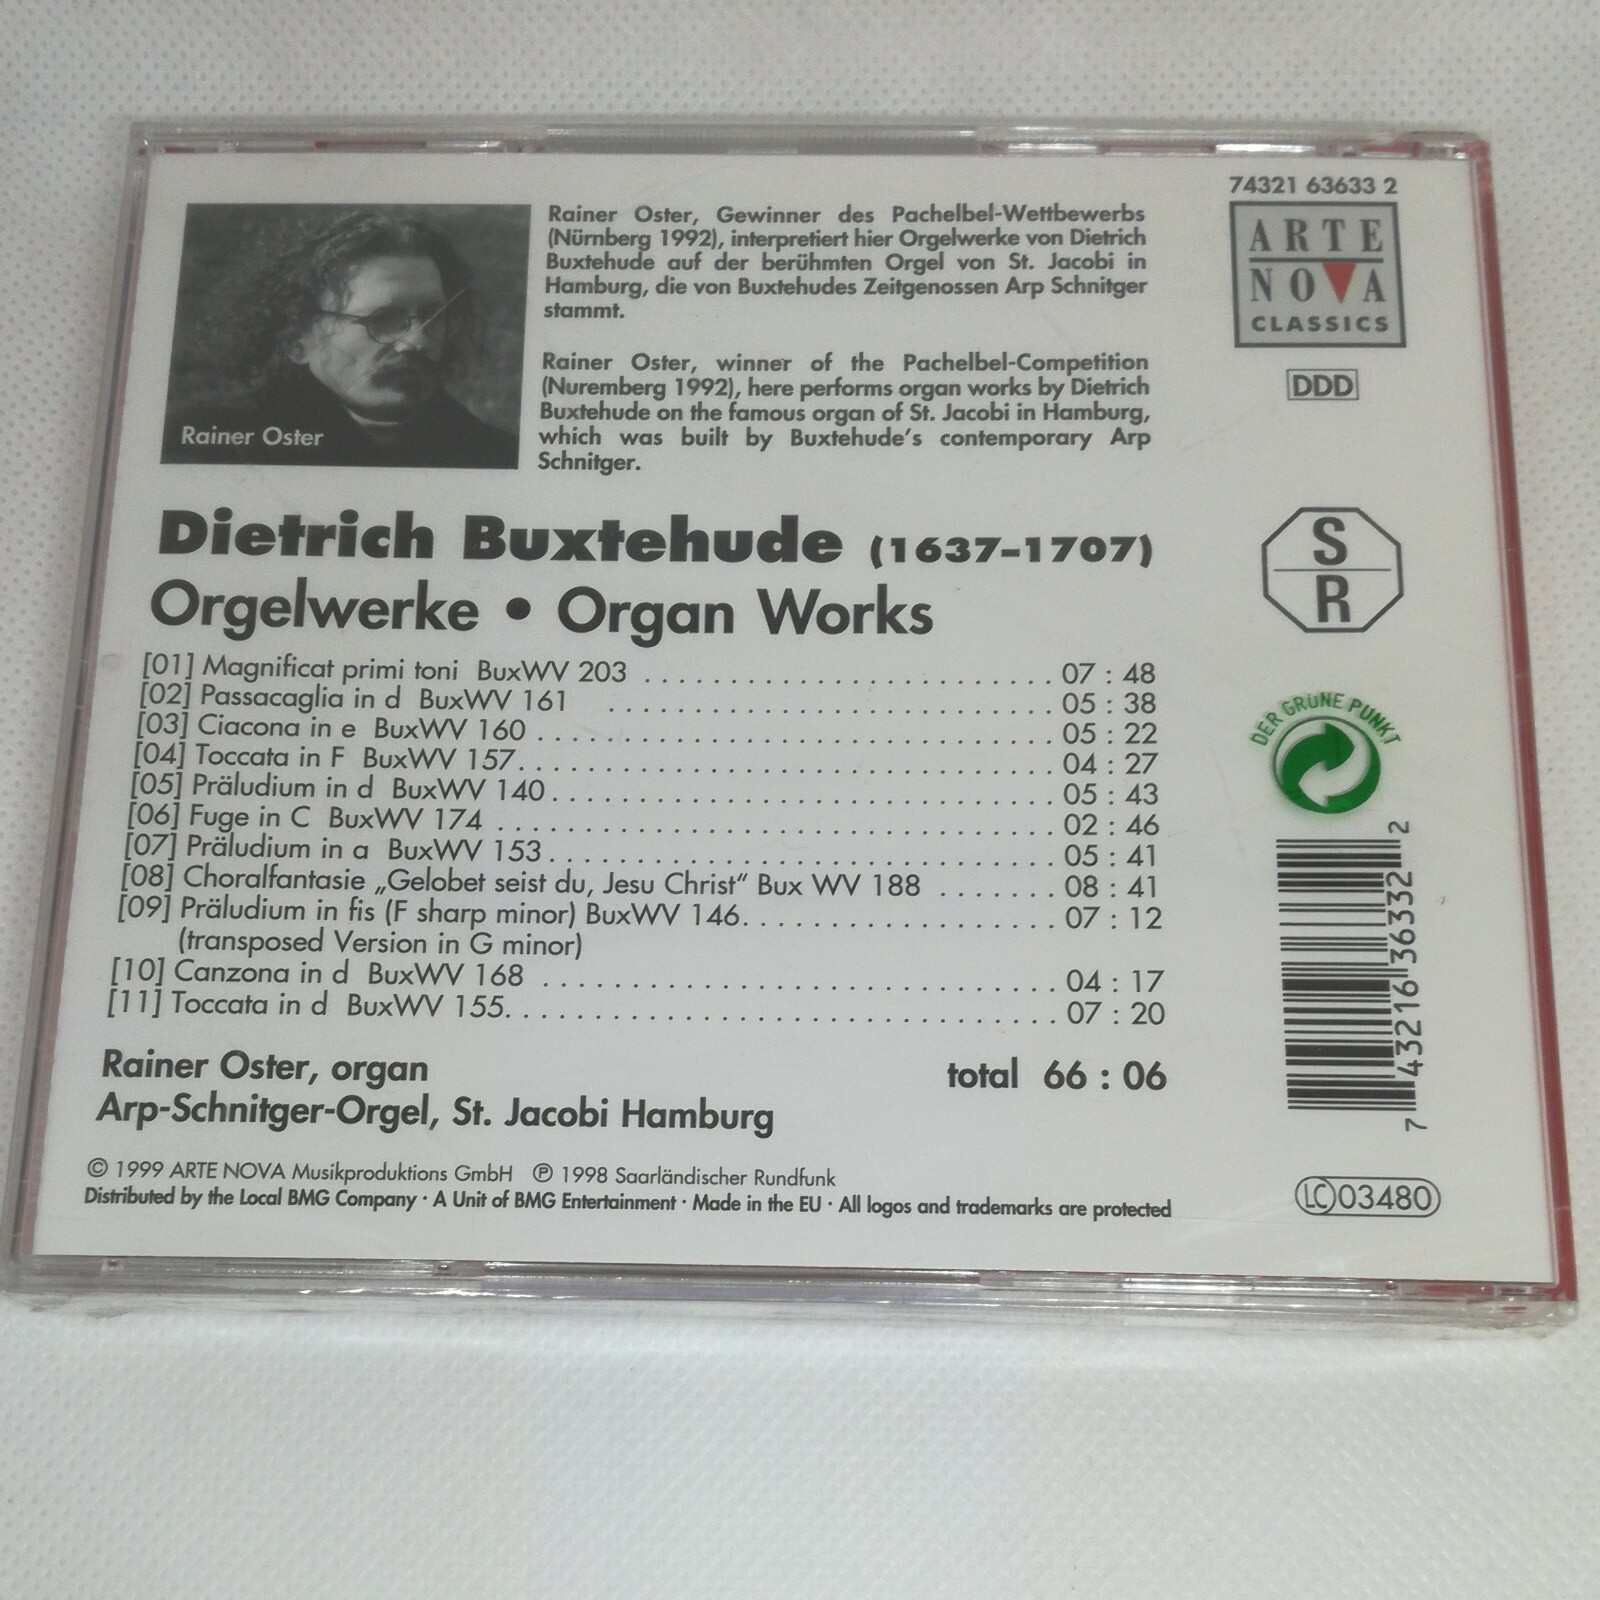 74321 63633 2
ARTE
NOVA
CLASSICS
DDD
Rainer Oster, Gewinner des Pachelbel-Wettbewerbs
(Nürnberg 1992), interpretiert hier Orgelwerke von Dietrich
Buxtehude auf der berühmten Orgel von St. Jacobi in
Hamburg, die von Buxtehudes Zeitgenossen Arp Schnitger
stammt.
Rainer Oster, winner of the Pachelbel-Competition
(Nuremberg 1992), here performs organ works by Dietrich
Buxtehude on the famous organ of St. Jacobi in Hamburg,
which was built by Buxtehude's contemporary Arp
Schnitger.
Rainer Oster
Dietrich Buxtehude (1637–1707)
Orgelwerke • Organ Works
S
R
[01] Magnificat primi toni BuxWV 203 07 : 48
[02] Passacaglia in d BuxWV 161 05 : 38
[03] Ciacona in e BuxWV 160 05 : 22
[04] Toccata in F BuxWV 157 04 : 27
[05] Präludium in d BuxWV 140 05 : 43
[06] Fuge in C BuxWV 174 02 : 46
[07] Präludium in a BuxWV 153 05 : 41
[08] Choralfantasie „Gelobet seist du, Jesu Christ“ Bux WV 188 08 : 41
[09] Präludium in fis (F sharp minor) BuxWV 146 07 : 12
(transposed Version in G minor)
[10] Canzona in d BuxWV 168 04 : 17
[11] Toccata in d BuxWV 155 07 : 20
DER GRÜNE PUNKT
7 43216 36332 2
Rainer Oster, organ total 66 : 06
Arp-Schnitger-Orgel, St. Jacobi Hamburg
© 1999 ARTE NOVA Musikproduktions GmbH ℗ 1998 Saarländischer Rundfunk
Distributed by the Local BMG Company · A Unit of BMG Entertainment · Made in the EU · All logos and trademarks are protected
LC 03480